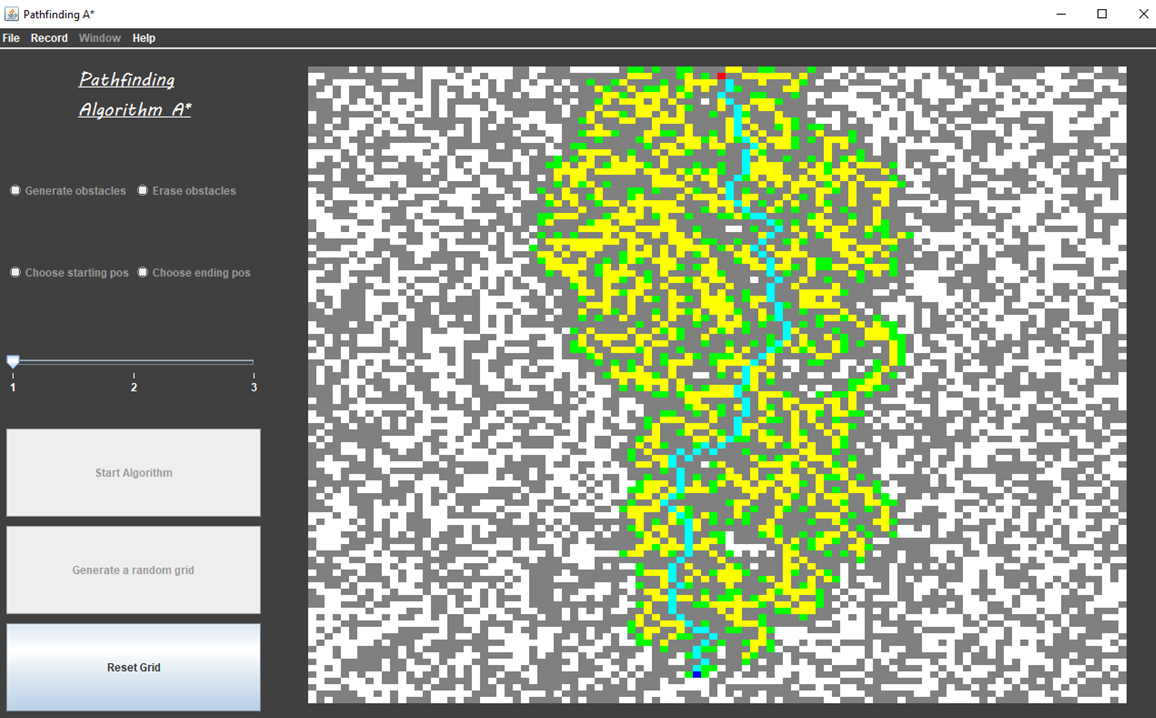 Pathfinding A*
File Record Window Help
Pathfinding
Algorithm A*
Generate obstacles Erase obstacles
Choose starting pos Choose ending pos
1 2 3
Start Algorithm
Generate a random grid
Reset Grid